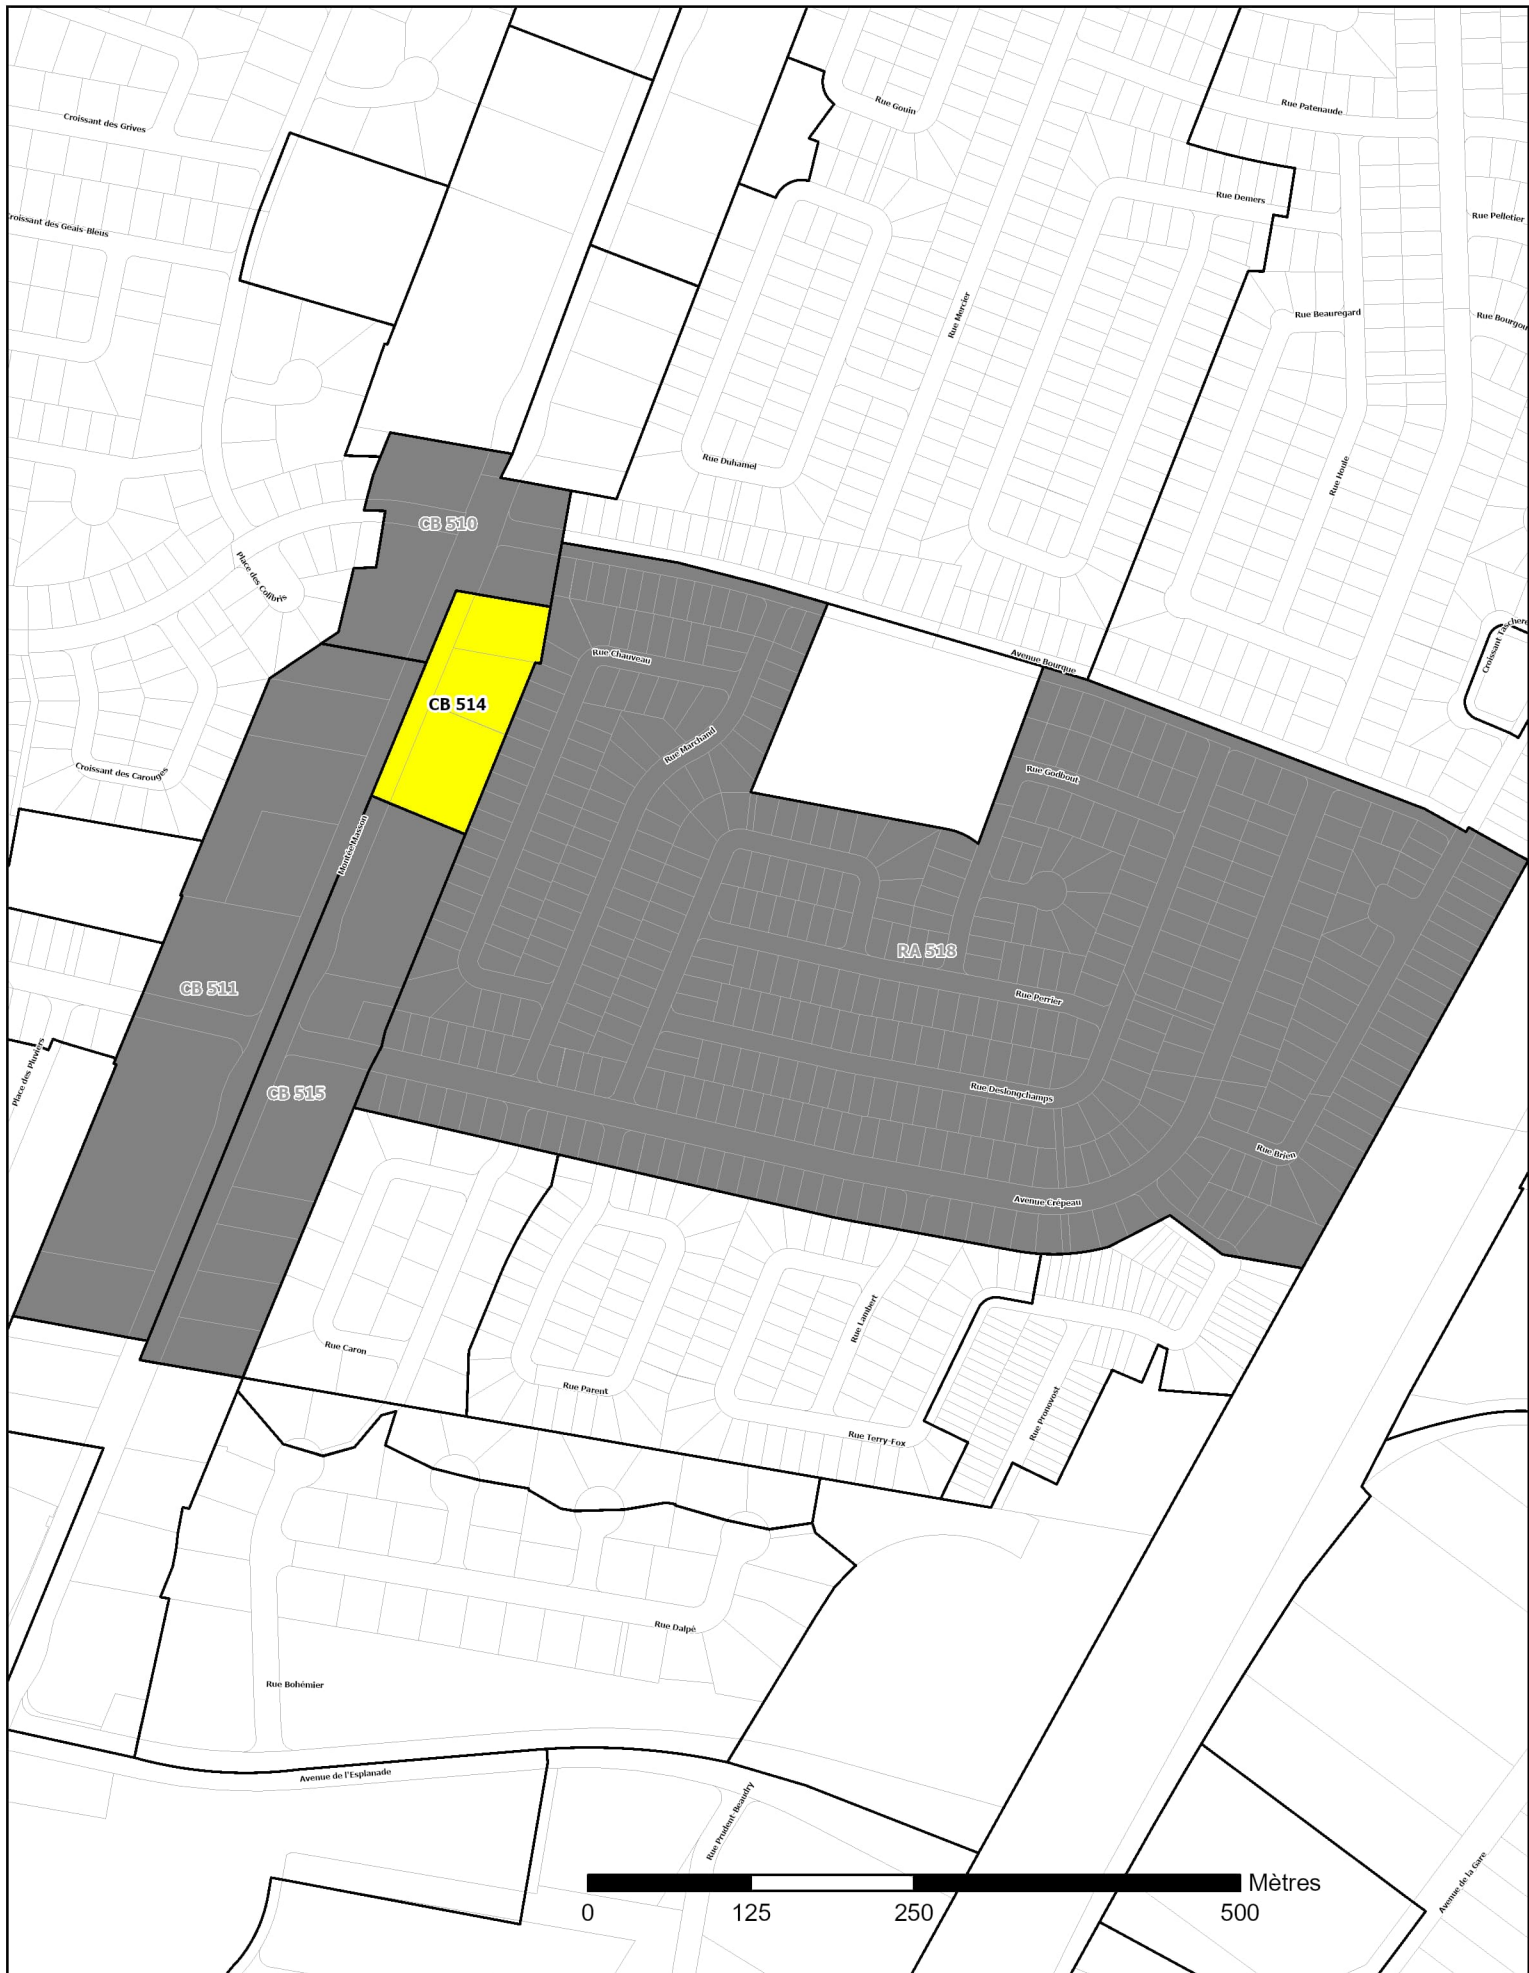 Rue Gouin
Rue Patenaude
Croissant des Grives
Rue Demers
Croissant des Geais-Bleus
Rue Pelletier
Rue Mercier
Rue Beauregard
Rue Duhamel
Rue Houle
CB 510
Place des Colibris
Rue Chauveau
Avenue Bourque
CB 514
Rue Marchand
Croissant des Carouges
Rue Godbout
Montée Masson
RA 518
CB 511
Rue Perrier
Place des Pluviers
CB 515
Rue Deslongchamps
Rue Brien
Avenue Crépeau
Rue Lambert
Rue Caron
Rue Parent
Rue Pronovost
Rue Terry-Fox
Rue Dalpé
Rue Bohémier
Avenue de l'Esplanade
Rue Prudent-Beaudry
Avenue de la Gare
Mètres
0 125 250 500